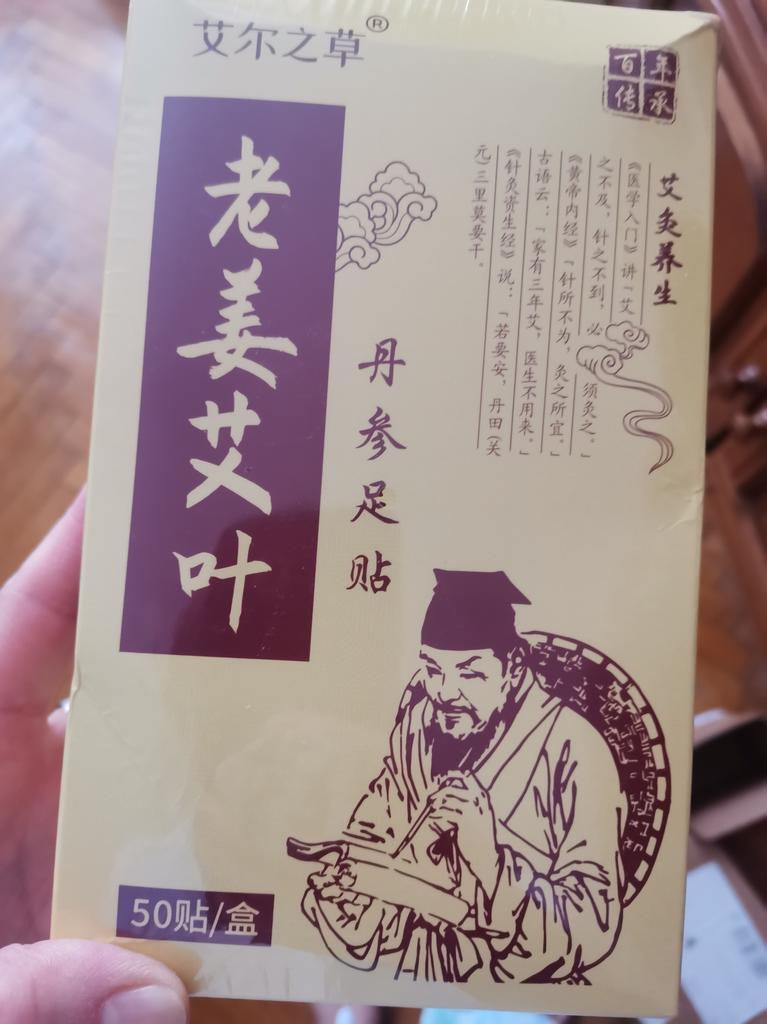 艾尔之草®
百年
传承
老姜艾叶
丹参足贴
艾灸养生
《医学入门》讲「艾
之不及，针之不到，必须灸之。」
《黄帝内经》「针所不为，灸之所宜。」
古语云：「家有三年艾，医生不用来。」
《针灸资生经》说：「若要安，丹田(关
元)三里莫要干。
50贴/盒